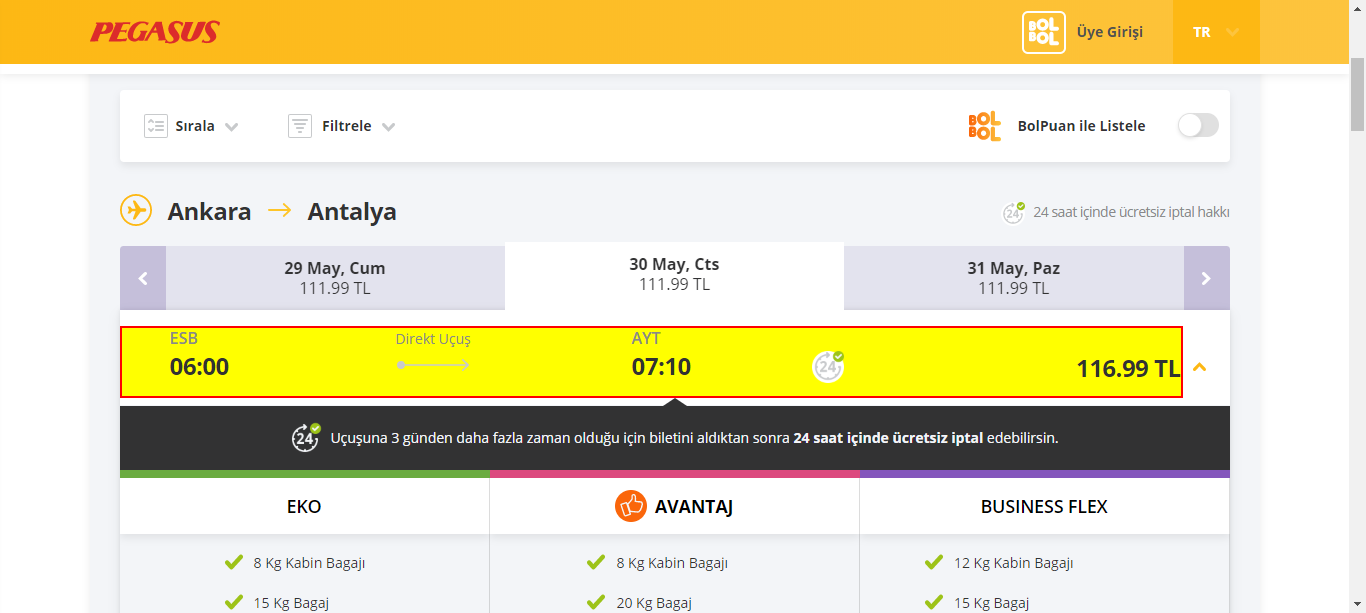 PEGASUS
BOL BOL
Üye Girişi
TR
Sırala
Filtrele
BOL BOL
BolPuan ile Listele
Ankara → Antalya
24
24 saat içinde ücretsiz iptal hakkı
29 May, Cum
111.99 TL
30 May, Cts
111.99 TL
31 May, Paz
111.99 TL
ESB
Direkt Uçuş
AYT
06:00
07:10
24
116.99 TL
24
Uçuşuna 3 günden daha fazla zaman olduğu için biletini aldıktan sonra 24 saat içinde ücretsiz iptal edebilirsin.
EKO
AVANTAJ
BUSINESS FLEX
8 Kg Kabin Bagajı
8 Kg Kabin Bagajı
12 Kg Kabin Bagajı
15 Kg Bagaj
20 Kg Bagaj
15 Kg Bagaj